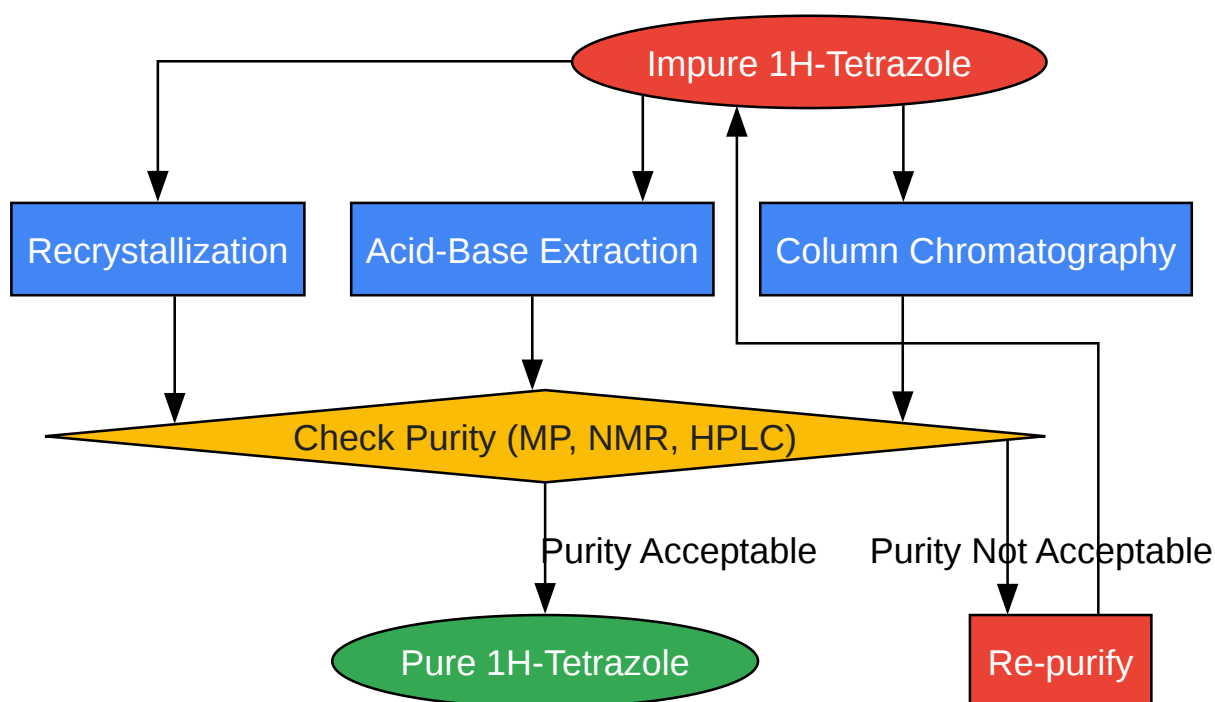 Impure 1H-Tetrazole
Recrystallization
Acid-Base Extraction
Column Chromatography
Check Purity (MP, NMR, HPLC)
Purity Acceptable
Purity Not Acceptable
Pure 1H-Tetrazole
Re-purify